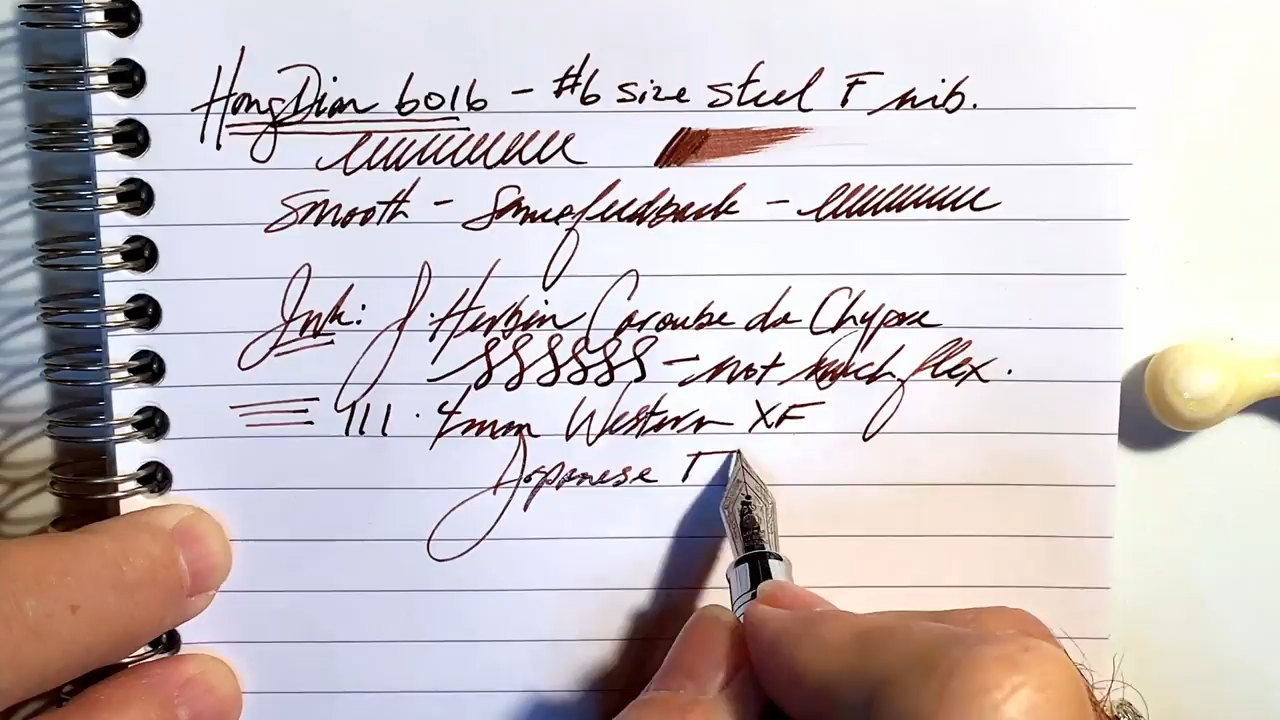 HongDian 6016 - #6 size steel F nib.
smooth - some feedback -
Ink: J. Herbin Caroube de Chypre
- not much flex.
.4mm Western XF
Japanese